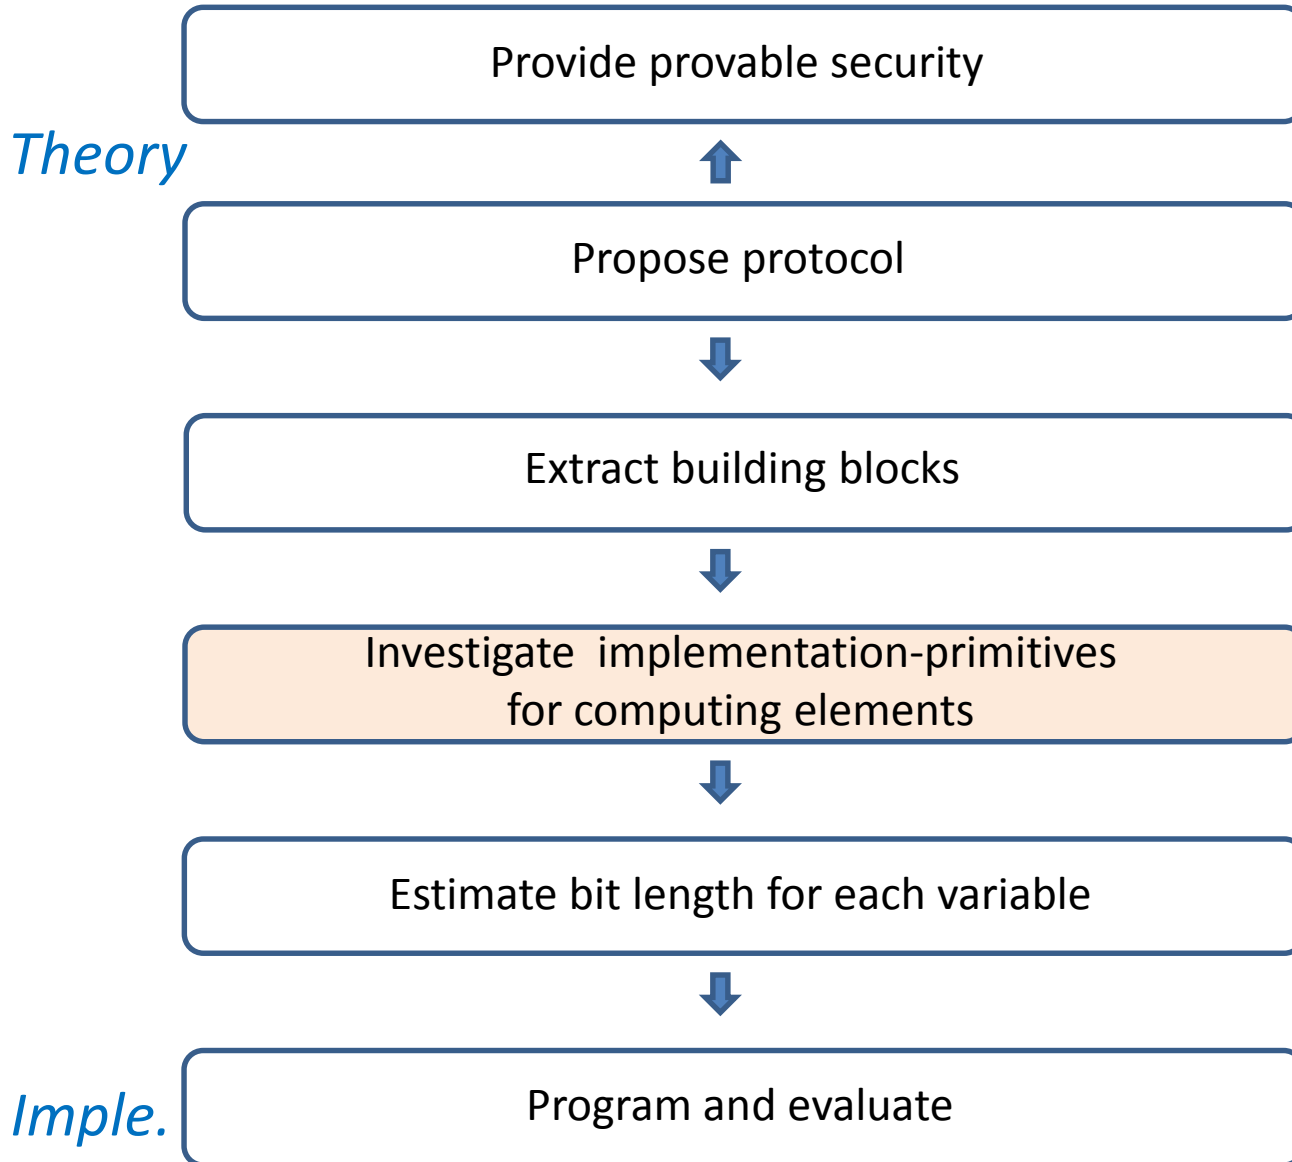 Provide provable security
Theory
Propose protocol
Extract building blocks
Investigate  implementation-primitives
for computing elements
Estimate bit length for each variable
Program and evaluate
Imple.